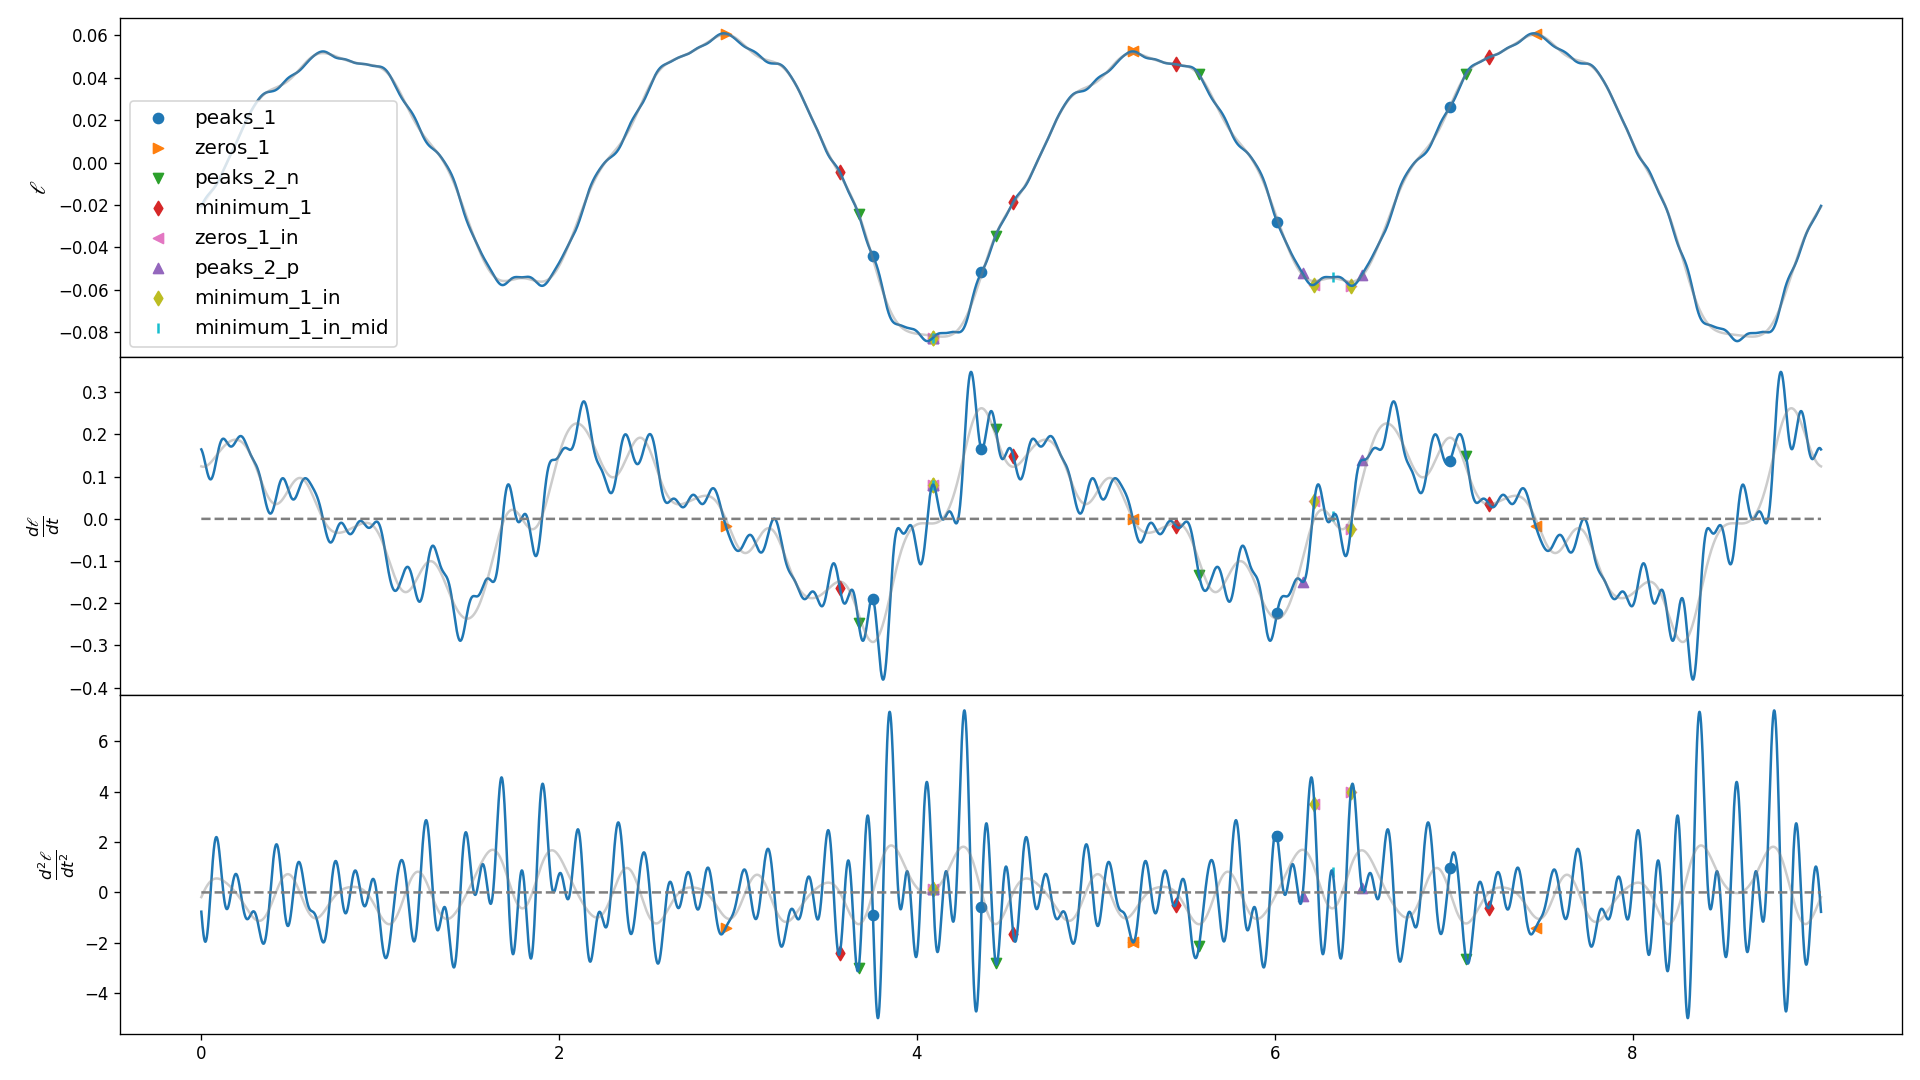 0.06
0.04
0.02
0.00
−0.02
−0.04
−0.06
−0.08
ℓ
peaks_1
zeros_1
peaks_2_n
minimum_1
zeros_1_in
peaks_2_p
minimum_1_in
minimum_1_in_mid
0.3
0.2
0.1
0.0
−0.1
−0.2
−0.3
−0.4
dℓ
dt
6
4
2
0
−2
−4
d²ℓ
dt²
0 2 4 6 8